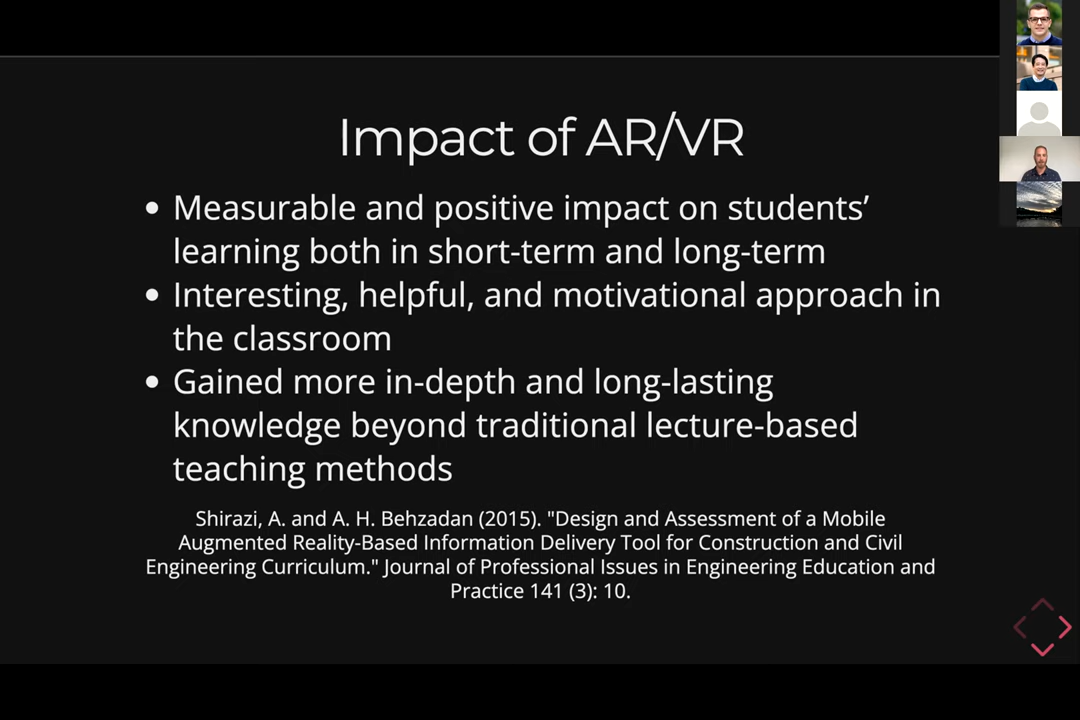 Impact of AR/VR
• Measurable and positive impact on students’
learning both in short-term and long-term
• Interesting, helpful, and motivational approach in
the classroom
• Gained more in-depth and long-lasting
knowledge beyond traditional lecture-based
teaching methods
Shirazi, A. and A. H. Behzadan (2015). "Design and Assessment of a Mobile
Augmented Reality-Based Information Delivery Tool for Construction and Civil
Engineering Curriculum." Journal of Professional Issues in Engineering Education and
Practice 141 (3): 10.